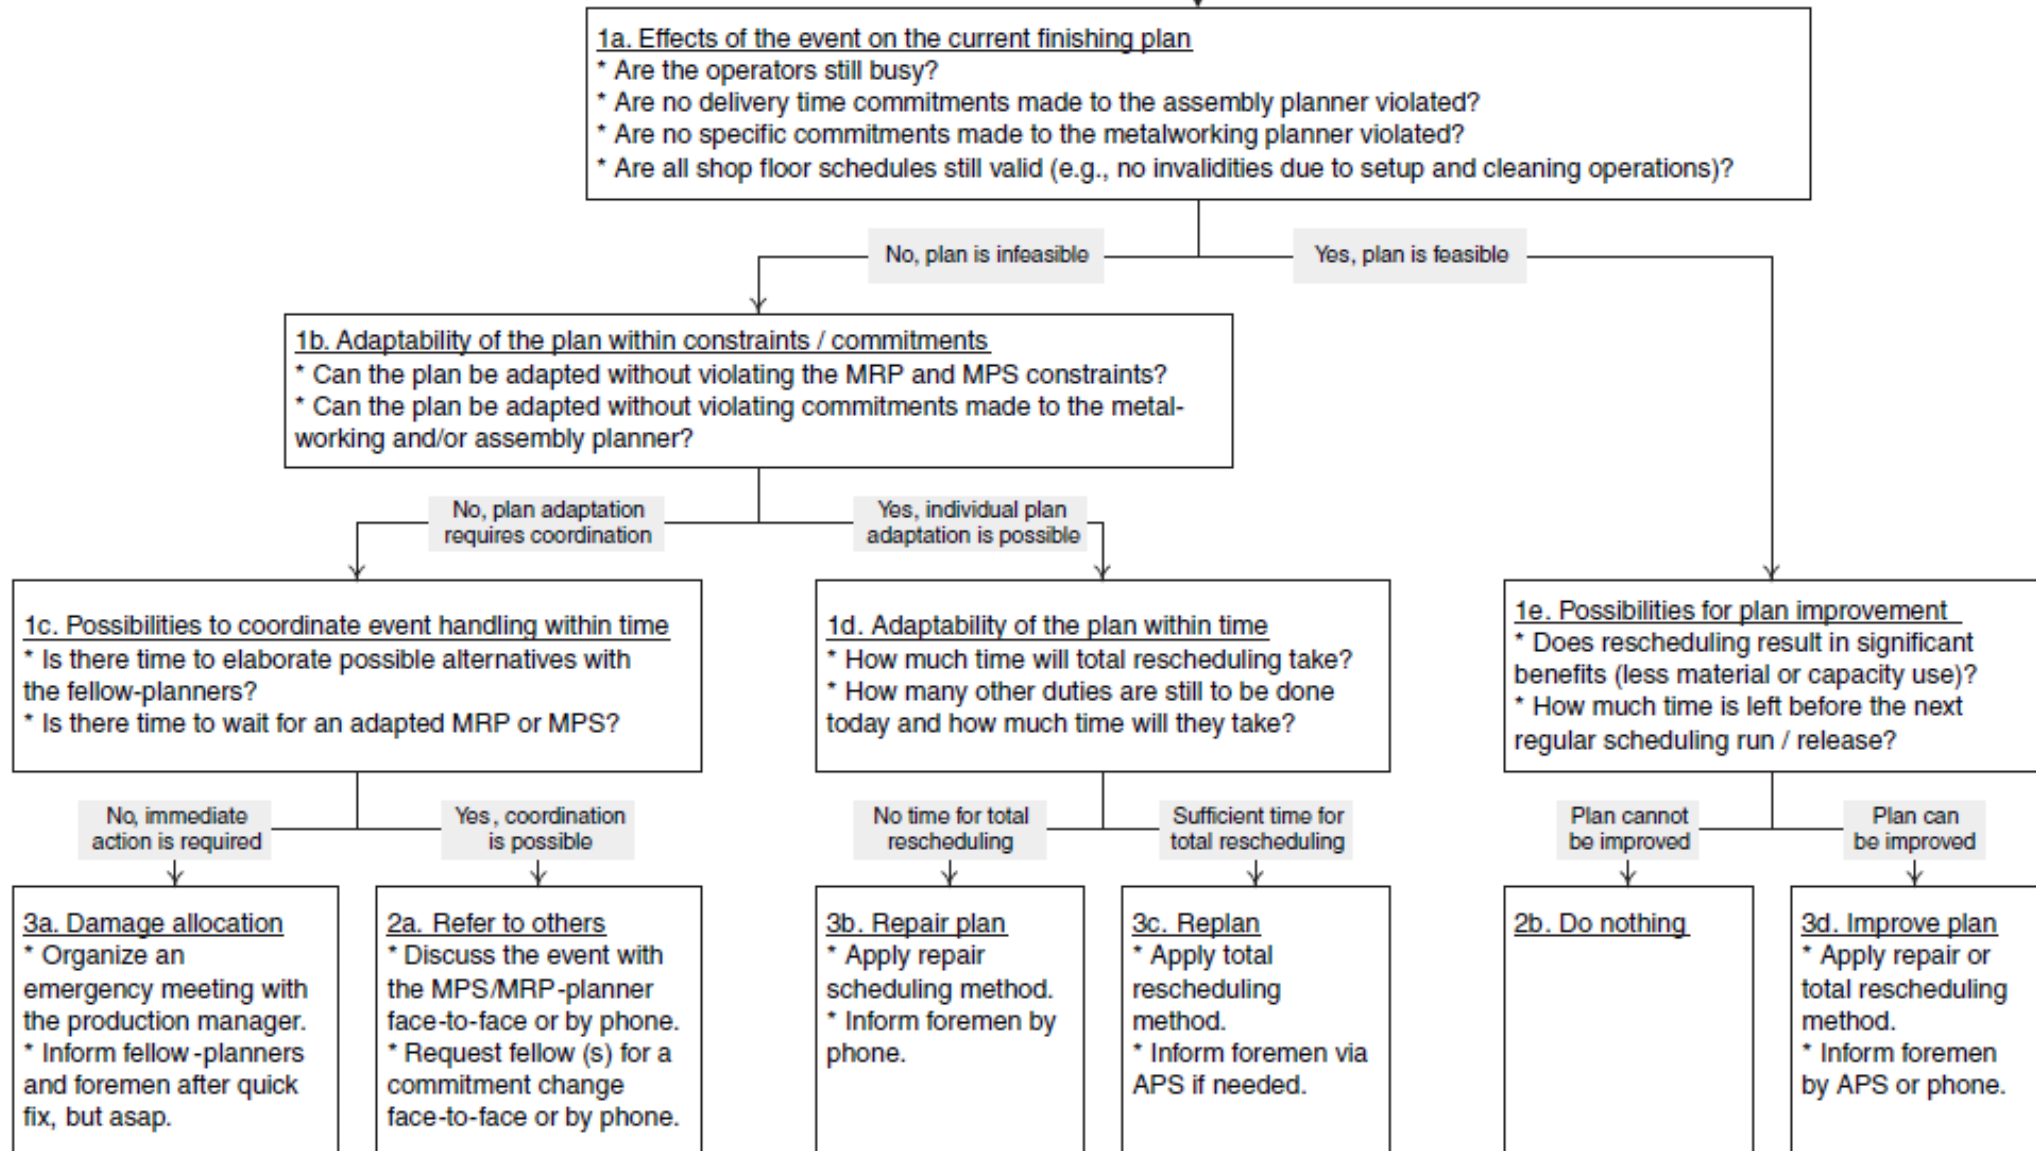 1a. Effects of the event on the current finishing plan
* Are the operators still busy?
* Are no delivery time commitments made to the assembly planner violated?
* Are no specific commitments made to the metalworking planner violated?
* Are all shop floor schedules still valid (e.g., no invalidities due to setup and cleaning operations)?
No, plan is infeasible
Yes, plan is feasible
1b. Adaptability of the plan within constraints / commitments
* Can the plan be adapted without violating the MRP and MPS constraints?
* Can the plan be adapted without violating commitments made to the metal-
working and/or assembly planner?
No, plan adaptation
requires coordination
Yes, individual plan
adaptation is possible
1c. Possibilities to coordinate event handling within time
* Is there time to elaborate possible alternatives with
the fellow-planners?
* Is there time to wait for an adapted MRP or MPS?
1d. Adaptability of the plan within time
* How much time will total rescheduling take?
* How many other duties are still to be done
today and how much time will they take?
1e. Possibilities for plan improvement
* Does rescheduling result in significant
benefits (less material or capacity use)?
* How much time is left before the next
regular scheduling run / release?
No, immediate
action is required
Yes, coordination
is possible
No time for total
rescheduling
Sufficient time for
total rescheduling
Plan cannot
be improved
Plan can
be improved
3a. Damage allocation
* Organize an
emergency meeting with
the production manager.
* Inform fellow-planners
and foremen after quick
fix, but asap.
2a. Refer to others
* Discuss the event with
the MPS/MRP-planner
face-to-face or by phone.
* Request fellow (s) for a
commitment change
face-to-face or by phone.
3b. Repair plan
* Apply repair
scheduling method.
* Inform foremen by
phone.
3c. Replan
* Apply total
rescheduling
method.
* Inform foremen via
APS if needed.
2b. Do nothing
3d. Improve plan
* Apply repair or
total rescheduling
method.
* Inform foremen
by APS or phone.